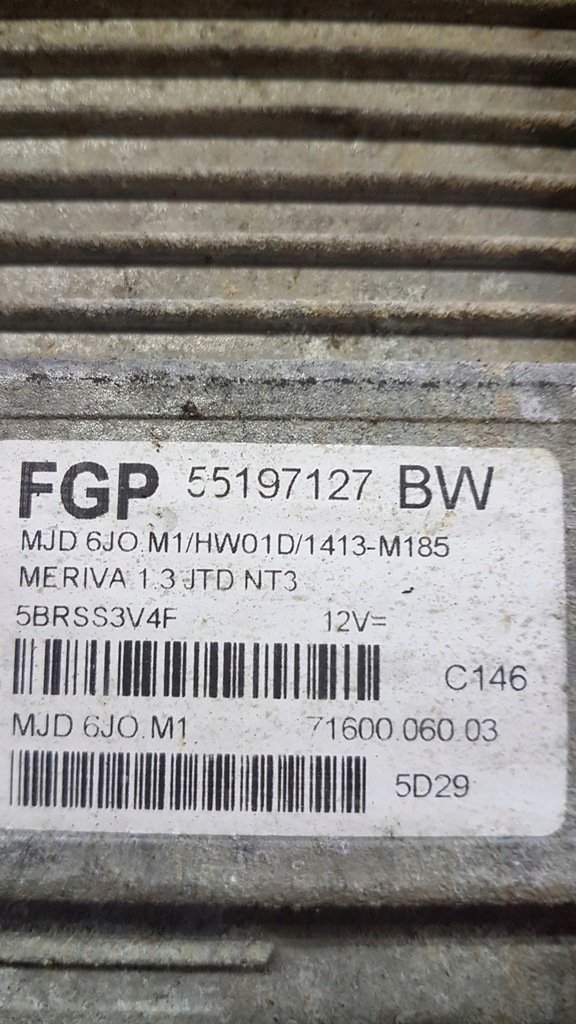 FGP 55197127 BW
MJD 6JO.M1/HW01D/1413-M185
MERIVA 1.3 JTD NT3
5BRSS3V4F 12V=
C146
MJD 6JO.M1 71600.060.03
5D29